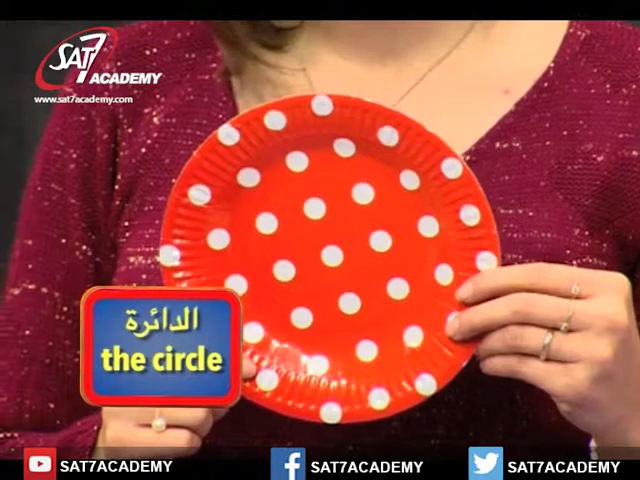 SAT7
ACADEMY
www.sat7academy.com
الدائرة
the circle
SAT7ACADEMY
SAT7ACADEMY
SAT7ACADEMY